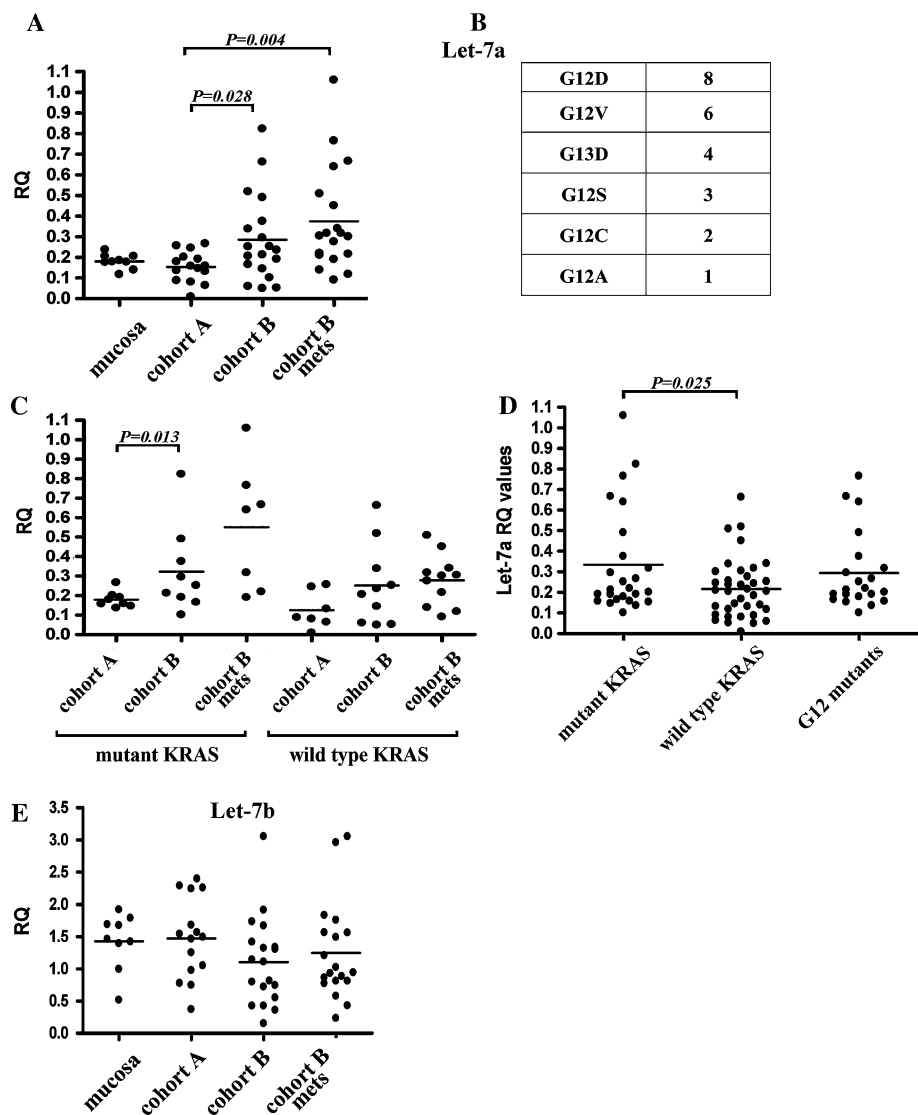 A
P=0.004
P=0.028
RQ
1.1
1.0
0.9
0.8
0.7
0.6
0.5
0.4
0.3
0.2
0.1
0.0
mucosa
cohort A
cohort B
cohort B
mets
B
Let-7a
G12D 8
G12V 6
G13D 4
G12S 3
G12C 2
G12A 1
C
P=0.013
RQ
1.1
1.0
0.9
0.8
0.7
0.6
0.5
0.4
0.3
0.2
0.1
0.0
cohort A
cohort B
cohort B
mets
cohort A
cohort B
cohort B
mets
mutant KRAS
wild type KRAS
D
P=0.025
Let-7a RQ values
1.1
1.0
0.9
0.8
0.7
0.6
0.5
0.4
0.3
0.2
0.1
0.0
mutant KRAS
wild type KRAS
G12 mutants
E
Let-7b
RQ
3.5
3.0
2.5
2.0
1.5
1.0
0.5
0.0
mucosa
cohort A
cohort B
cohort B
mets